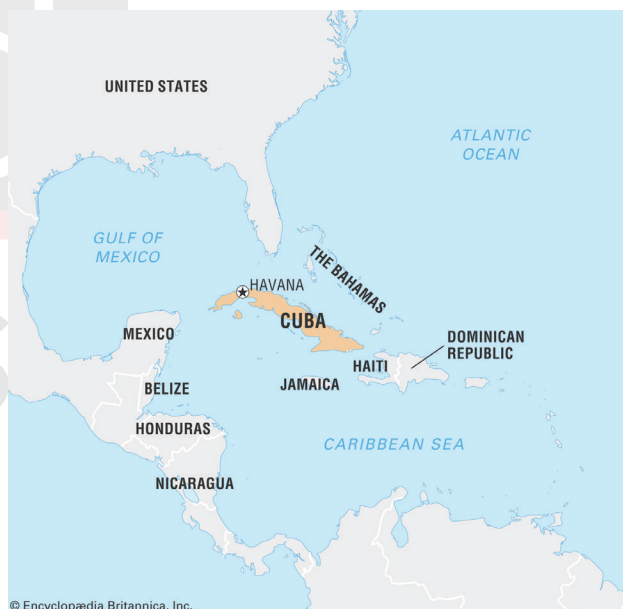 UNITED STATES
ATLANTIC
OCEAN
GULF OF
MEXICO
THE BAHAMAS
HAVANA
CUBA
MEXICO
DOMINICAN
REPUBLIC
HAITI
JAMAICA
BELIZE
HONDURAS
CARIBBEAN SEA
NICARAGUA
© Encyclopædia Britannica, Inc.